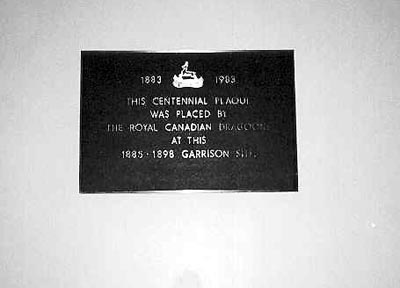 1883 1983
THIS CENTENNIAL PLAQUE
WAS PLACED BY
THE ROYAL CANADIAN DRAGOONS
AT THIS
1885 - 1898 GARRISON SITE